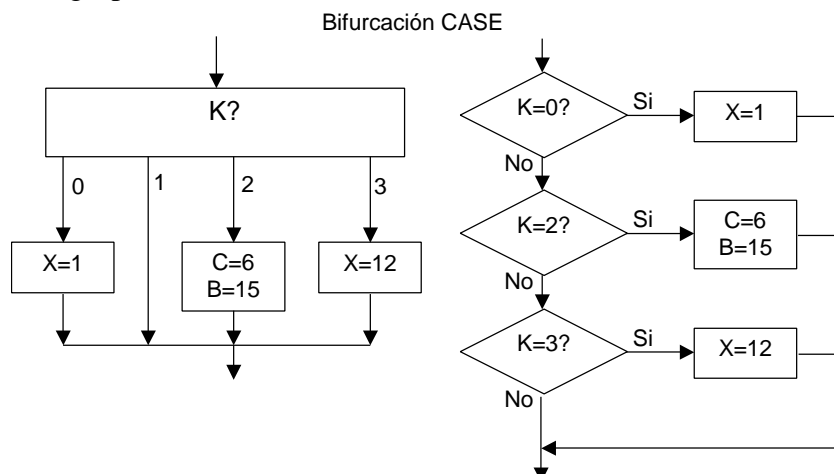 Bifurcación CASE
K?
0
1
2
3
X=1
C=6
B=15
X=12
K=0?
Si
X=1
No
K=2?
Si
C=6
B=15
No
K=3?
Si
X=12
No